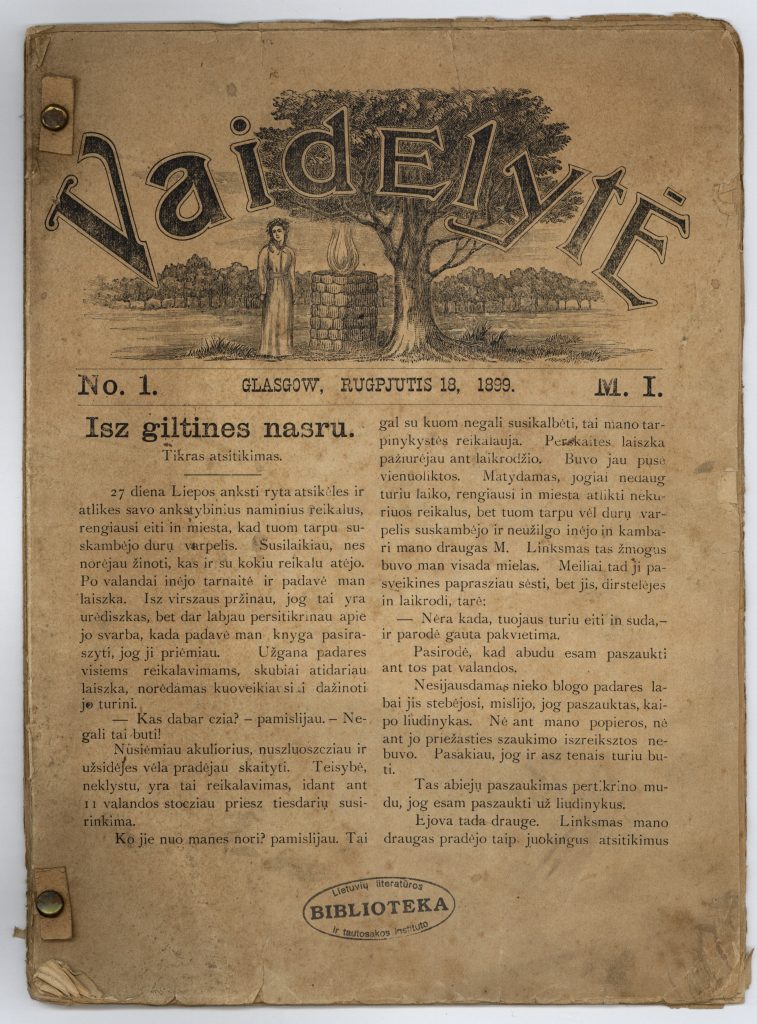 VaidElytĖ
No. 1.
GLASGOW, RUGPJUTIS 18, 1899.
M. I.
Isz giltines nasru.
Tikras atsitikimas.
27 diena Liepos anksti ryta atsikėles ir
atlikes savo ankstybinius naminius reikalus,
rengiausi eiti in miesta, kad tuom tarpu su-
skambėjo durų varpelis. Susilaikiau, nes
norėjau žinoti, kas ir su kokiu reikalu atėjo.
Po valandai inėjo tarnaitė ir padavė man
laiszka. Isz virszaus pržinau, jog tai yra
urėdiszkas, bet dar labjau persitikrinau apie
jo svarba, kada padavė man knyga pasira-
szyti, jog ji priėmiau. Užgana padares
visiems reikalavimams, skubiai atidariau
laiszka, norėdamas kuoveikiausiai dažinoti
jo turini.
— Kas dabar czia? – pamislijau. – Ne-
gali tai buti!
Nusiėmiau akuliorius, nuszluoszcziau ir
užsidėjes vėla pradėjau skaityti. Teisybė,
neklystu, yra tai reikalavimas, idant ant
11 valandos stocziau priesz tiesdarių susi-
rinkima.
Ko jie nuo manes nori? pamislijau. Tai
gal su kuom negali susikalbėti, tai mano tar-
pinykystės reikalauja. Perskaites laiszka
pažiurėjau ant laikrodžio. Buvo jau pusė
vienuoliktos. Matydamas, jogiai nedaug
turiu laiko, rengiausi in miesta atlikti neku-
riuos reikalus, bet tuom tarpu vėl durų var-
pelis suskambėjo ir neužilgo inėjo in kamba-
ri mano draugas M. Linksmas tas žmogus
buvo man visada mielas. Meiliai tad ji pa-
sveikines paprasziau sėsti, bet jis, dirstelėjes
in laikrodi, tarė:
— Nėra kada, tuojaus turiu eiti in suda,–
ir parodė gauta pakvietima.
Pasirodė, kad abudu esam paszaukti
ant tos pat valandos.
Nesijausdamas nieko blogo padares la-
bai jis stebėjosi, mislijo, jog paszauktas, kai-
po liudinykas. Nė ant mano popieros, nė
ant jo priežasties szaukimo iszreiksztos ne-
buvo. Pasakiau, jog ir asz tenais turiu bu-
ti.
Tas abiejų paszaukimas pertikrino mu-
du, jog esam paszaukti už liudinykus.
Ejova tada drauge. Linksmas mano
draugas pradėjo taip juokingus atsitikimus
Lietuvių literatūros
BIBLIOTEKA
ir tautosakos instituto